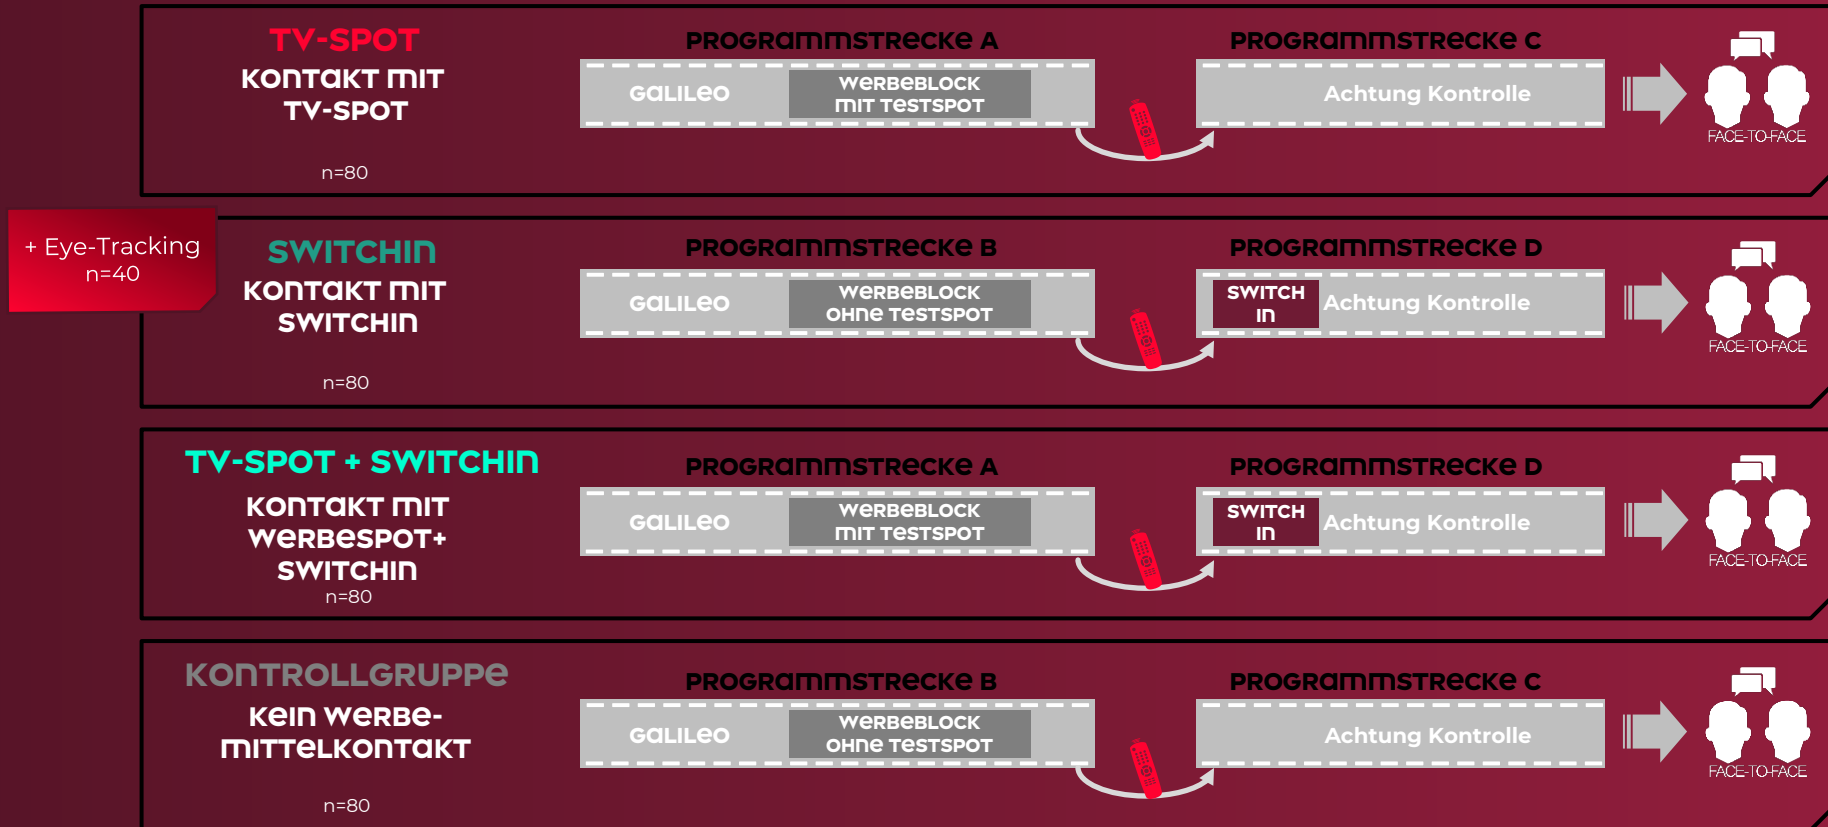 TV-SPOT
KONTAKT MIT
TV-SPOT
n=80
PROGRAMMSTRECKE A
GALILEO
WERBEBLOCK
MIT TESTSPOT
PROGRAMMSTRECKE C
Achtung Kontrolle
FACE-TO-FACE
+ Eye-Tracking
n=40
SWITCHIN
KONTAKT MIT
SWITCHIN
n=80
PROGRAMMSTRECKE B
GALILEO
WERBEBLOCK
OHNE TESTSPOT
PROGRAMMSTRECKE D
SWITCH
IN
Achtung Kontrolle
FACE-TO-FACE
TV-SPOT + SWITCHIN
KONTAKT MIT
WERBESPOT+
SWITCHIN
n=80
PROGRAMMSTRECKE A
GALILEO
WERBEBLOCK
MIT TESTSPOT
PROGRAMMSTRECKE D
SWITCH
IN
Achtung Kontrolle
FACE-TO-FACE
KONTROLLGRUPPE
KEIN WERBE-
MITTELKONTAKT
n=80
PROGRAMMSTRECKE B
GALILEO
WERBEBLOCK
OHNE TESTSPOT
PROGRAMMSTRECKE C
Achtung Kontrolle
FACE-TO-FACE